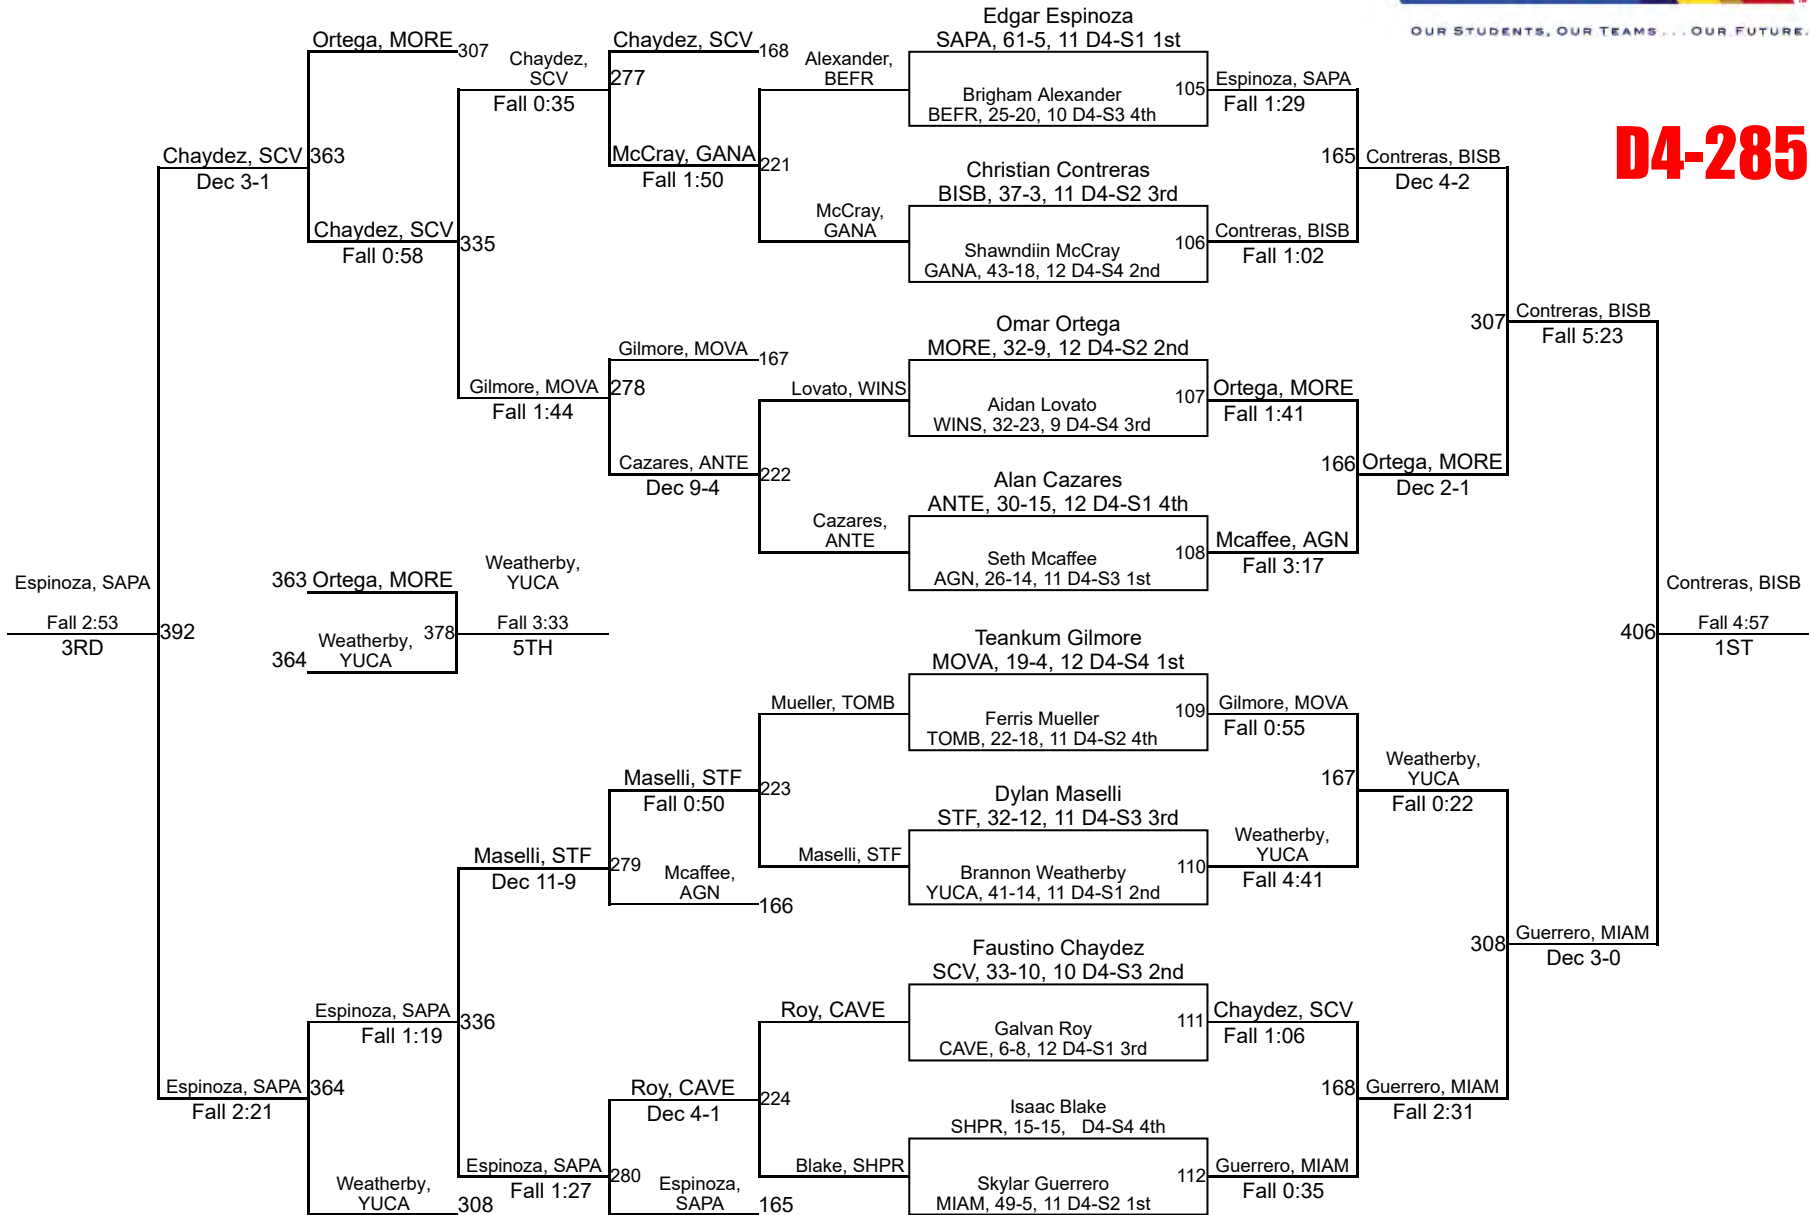 OUR STUDENTS, OUR TEAMS . . . OUR FUTURE.
D4-285
Ortega, MORE
307
Chaydez, SCV
Dec 3-1
363
Chaydez, SCV
Fall 0:58
335
Chaydez,
SCV
Fall 0:35
277
Chaydez, SCV
168
McCray, GANA
Fall 1:50
221
Alexander,
BEFR
McCray,
GANA
Gilmore, MOVA
Fall 1:44
278
Gilmore, MOVA
167
Cazares, ANTE
Dec 9-4
222
Lovato, WINS
Cazares,
ANTE
Espinoza, SAPA
Fall 2:53
3RD
392
363
Ortega, MORE
364
Weatherby,
YUCA
378
Weatherby,
YUCA
Fall 3:33
5TH
Mueller, TOMB
Maselli, STF
Fall 0:50
223
Maselli, STF
Maselli, STF
Dec 11-9
279
Mcaffee,
AGN
166
Espinoza, SAPA
Fall 1:19
336
Espinoza, SAPA
Fall 2:21
364
Weatherby,
YUCA
308
Espinoza, SAPA
Fall 1:27
280
Roy, CAVE
Roy, CAVE
Dec 4-1
224
Blake, SHPR
Espinoza,
SAPA
165
Edgar Espinoza
SAPA, 61-5, 11 D4-S1 1st
Brigham Alexander
BEFR, 25-20, 10 D4-S3 4th
105
Christian Contreras
BISB, 37-3, 11 D4-S2 3rd
Shawndiin McCray
GANA, 43-18, 12 D4-S4 2nd
106
Omar Ortega
MORE, 32-9, 12 D4-S2 2nd
Aidan Lovato
WINS, 32-23, 9 D4-S4 3rd
107
Alan Cazares
ANTE, 30-15, 12 D4-S1 4th
Seth Mcaffee
AGN, 26-14, 11 D4-S3 1st
108
Teankum Gilmore
MOVA, 19-4, 12 D4-S4 1st
Ferris Mueller
TOMB, 22-18, 11 D4-S2 4th
109
Dylan Maselli
STF, 32-12, 11 D4-S3 3rd
Brannon Weatherby
YUCA, 41-14, 11 D4-S1 2nd
110
Faustino Chaydez
SCV, 33-10, 10 D4-S3 2nd
Galvan Roy
CAVE, 6-8, 12 D4-S1 3rd
111
Isaac Blake
SHPR, 15-15, D4-S4 4th
Skylar Guerrero
MIAM, 49-5, 11 D4-S2 1st
112
Espinoza, SAPA
Fall 1:29
165
Contreras, BISB
Fall 1:02
Contreras, BISB
Dec 4-2
Ortega, MORE
Fall 1:41
166
Mcaffee, AGN
Fall 3:17
Ortega, MORE
Dec 2-1
307
Contreras, BISB
Fall 5:23
Gilmore, MOVA
Fall 0:55
167
Weatherby,
YUCA
Fall 4:41
Weatherby,
YUCA
Fall 0:22
Chaydez, SCV
Fall 1:06
168
Guerrero, MIAM
Fall 0:35
Guerrero, MIAM
Fall 2:31
308
Guerrero, MIAM
Dec 3-0
406
Contreras, BISB
Fall 4:57
1ST